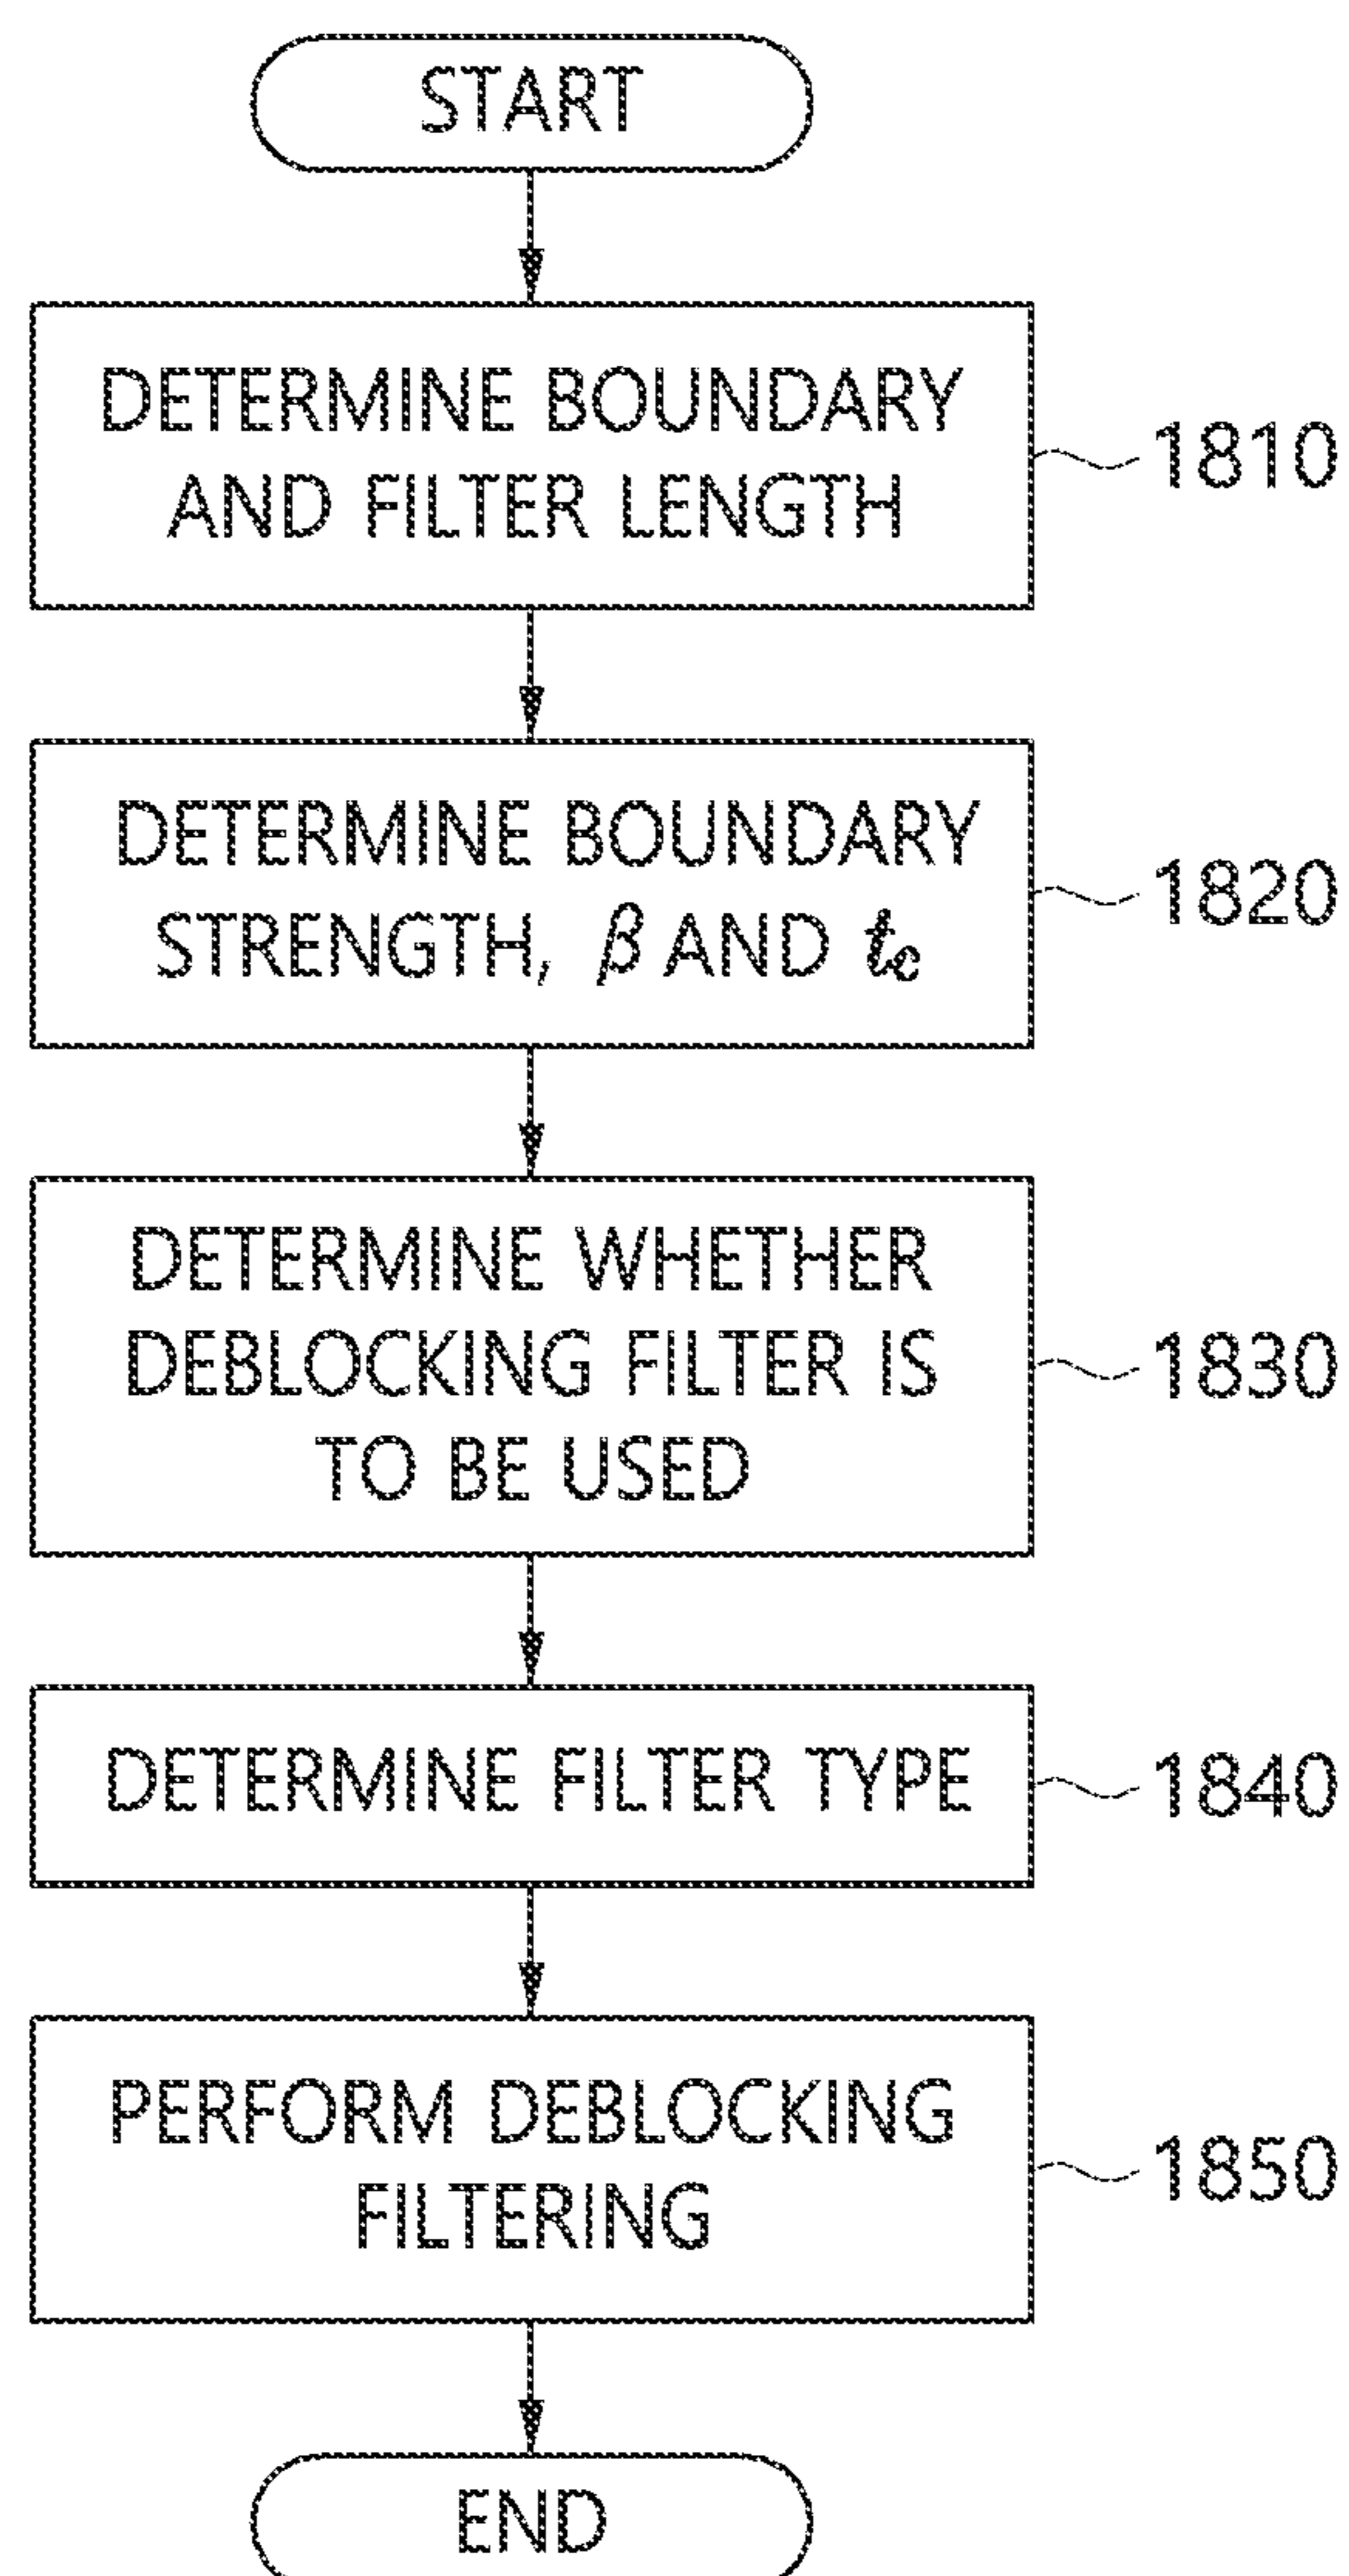 START
DETERMINE BOUNDARY
AND FILTER LENGTH
1810
DETERMINE BOUNDARY
STRENGTH, β AND tc
1820
DETERMINE WHETHER
DEBLOCKING FILTER IS
TO BE USED
1830
DETERMINE FILTER TYPE
1840
PERFORM DEBLOCKING
FILTERING
1850
END